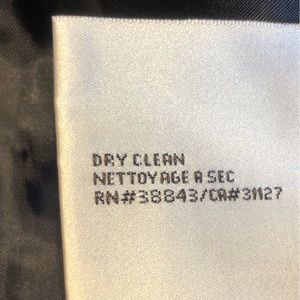 DRY CLEAN
NETTOYAGE A SEC
RN#38843/CA#31127